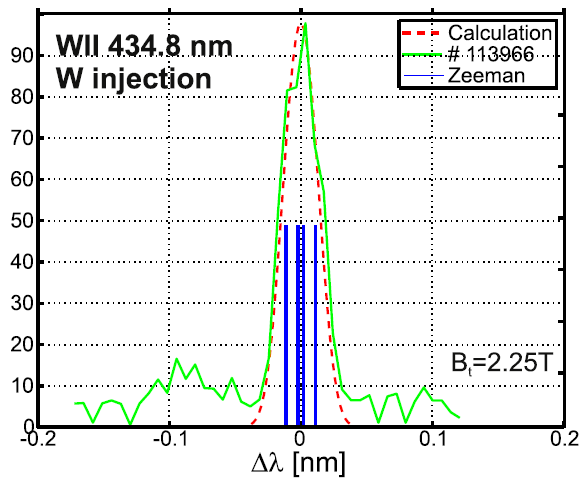 WII 434.8 nm
W injection
Calculation
# 113966
Zeeman
90
80
70
60
50
40
30
20
10
0
Bt=2.25T
-0.2
-0.1
0
0.1
0.2
Δλ [nm]